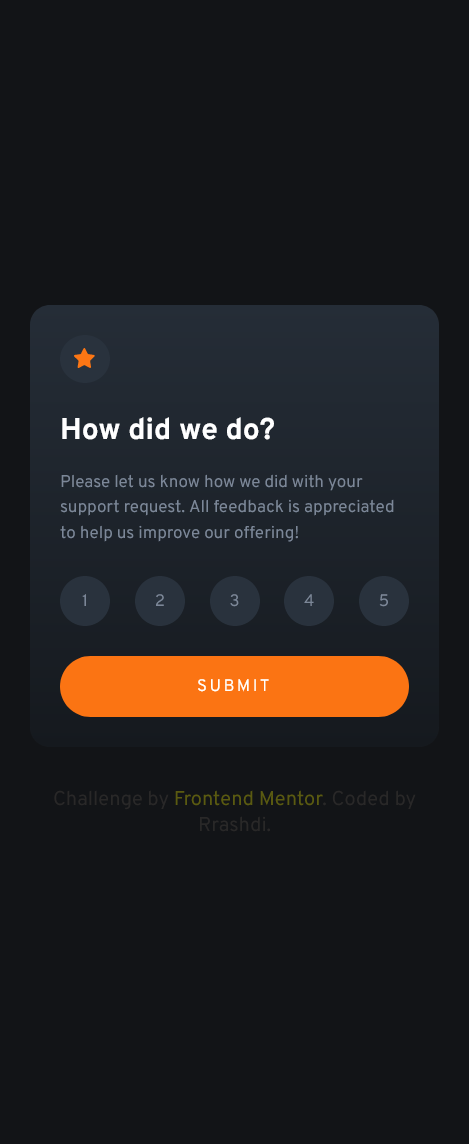 How did we do?
Please let us know how we did with your
support request. All feedback is appreciated
to help us improve our offering!
1 2 3 4 5
SUBMIT
Challenge by Frontend Mentor. Coded by
Rrashdi.